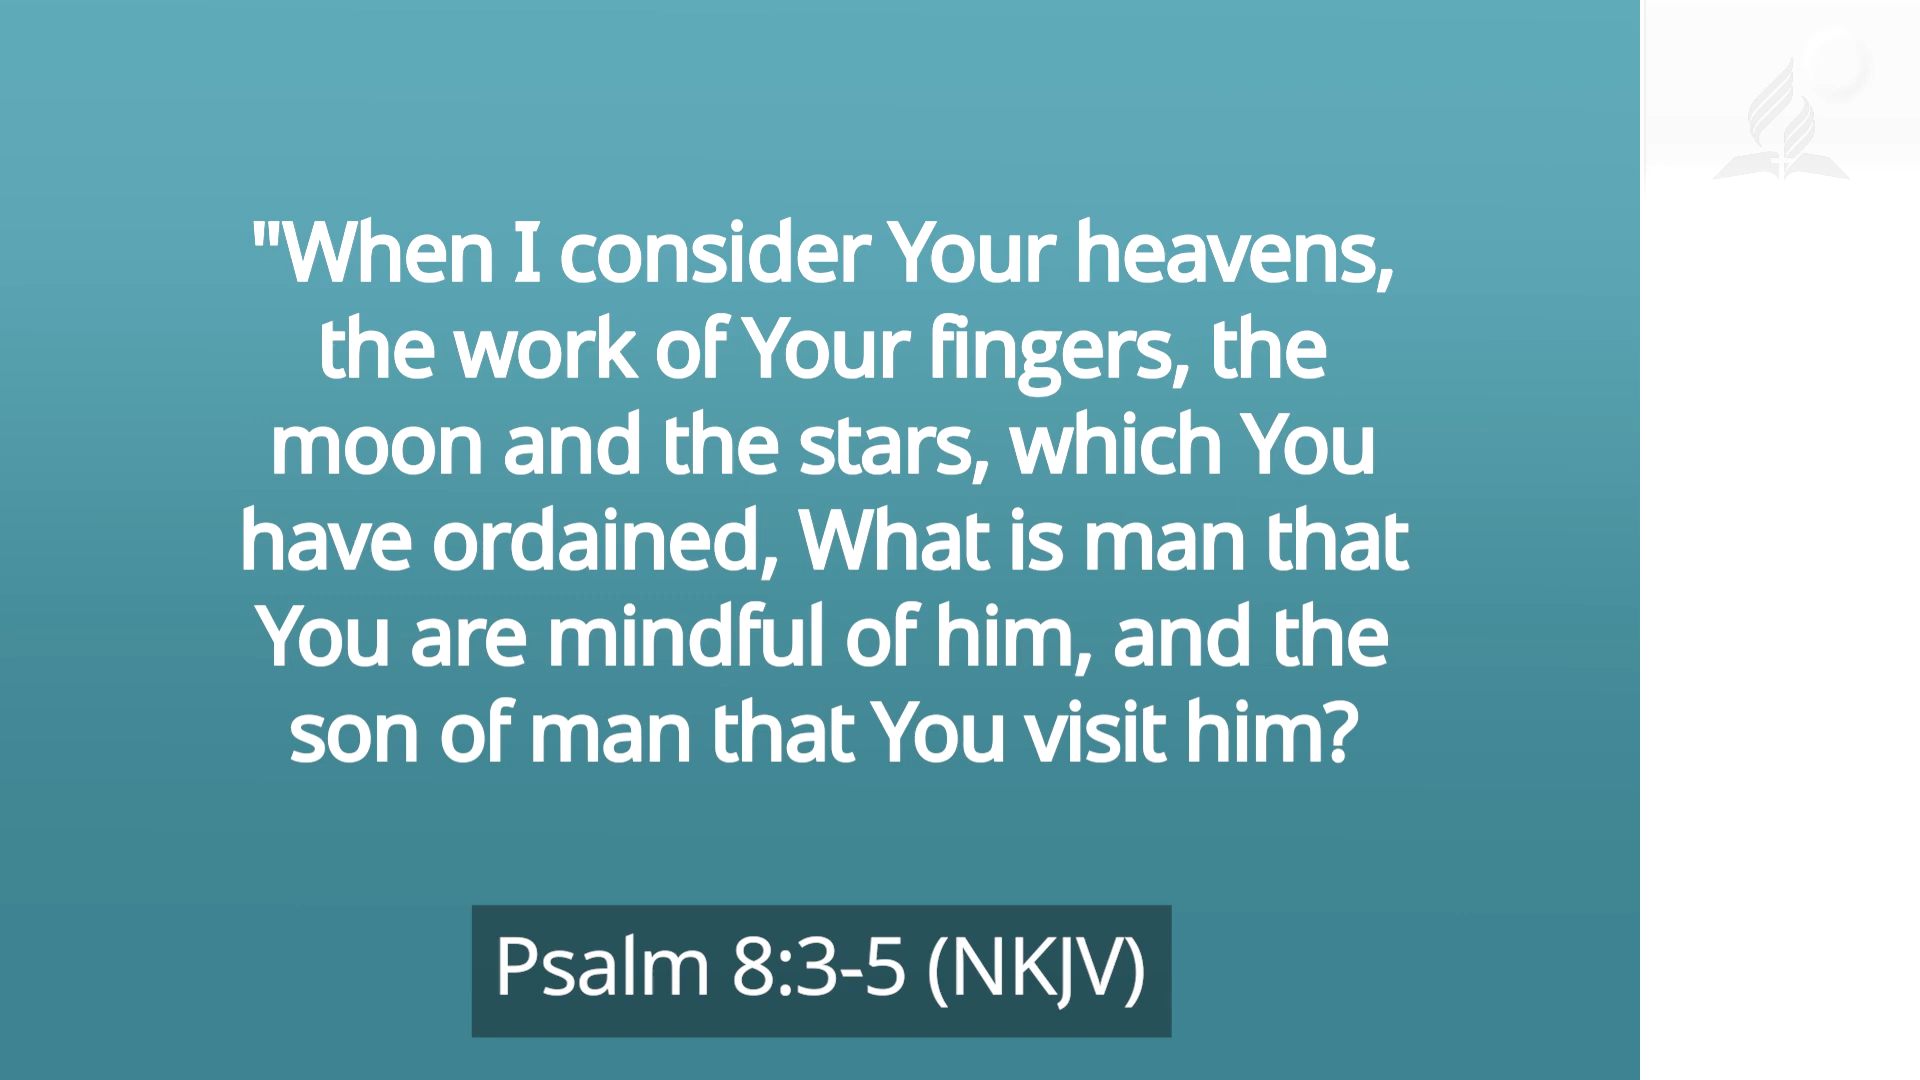 "When I consider Your heavens,
the work of Your fingers, the
moon and the stars, which You
have ordained, What is man that
You are mindful of him, and the
son of man that You visit him?
Psalm 8:3-5 (NKJV)